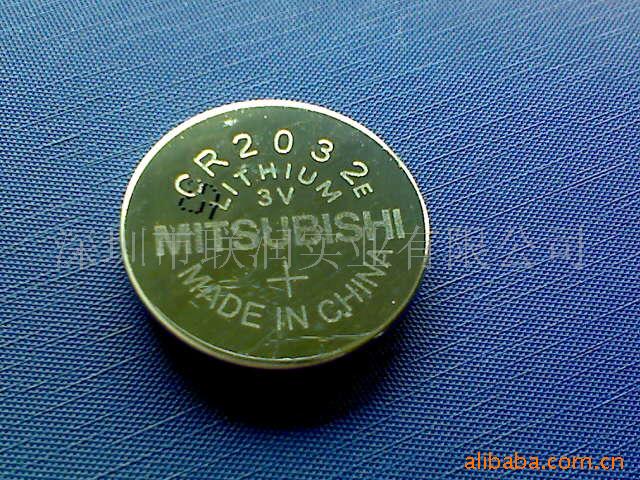 CR2032E
LITHIUM
3V
MITSUBISHI
+
MADE IN CHINA
深圳市联润实业有限公司
alibaba.com.cn